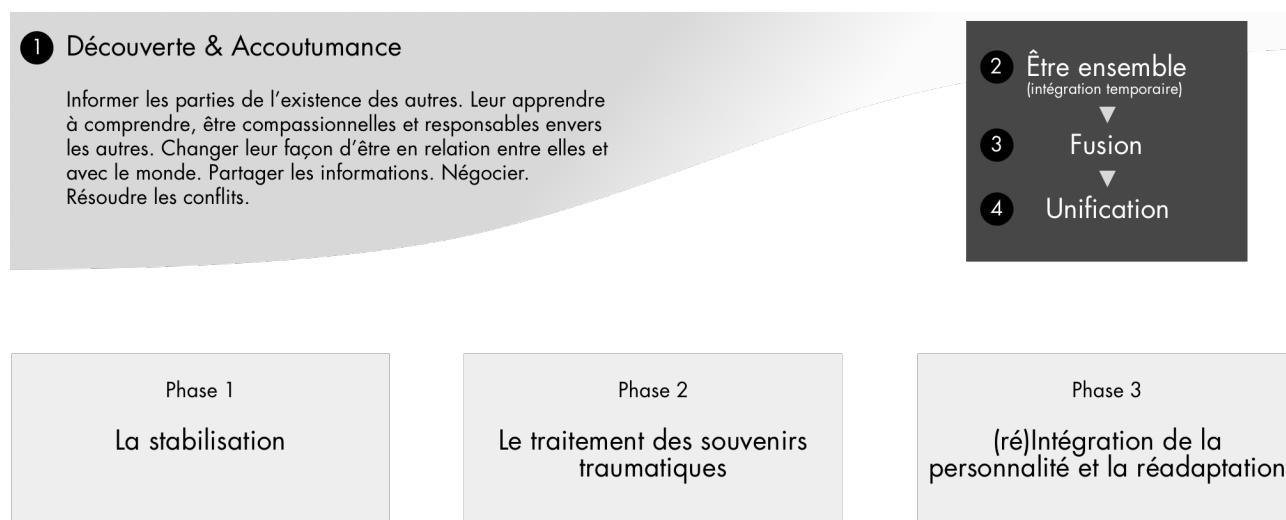 1 Découverte & Accoutumance
Informer les parties de l’existence des autres. Leur apprendre
à comprendre, être compassionnelles et responsables envers
les autres. Changer leur façon d’être en relation entre elles et
avec le monde. Partager les informations. Négocier.
Résoudre les conflits.
2 Être ensemble
(intégration temporaire)
3 Fusion
4 Unification
Phase 1
La stabilisation
Phase 2
Le traitement des souvenirs
traumatiques
Phase 3
(ré)Intégration de la
personnalité et la réadaptation